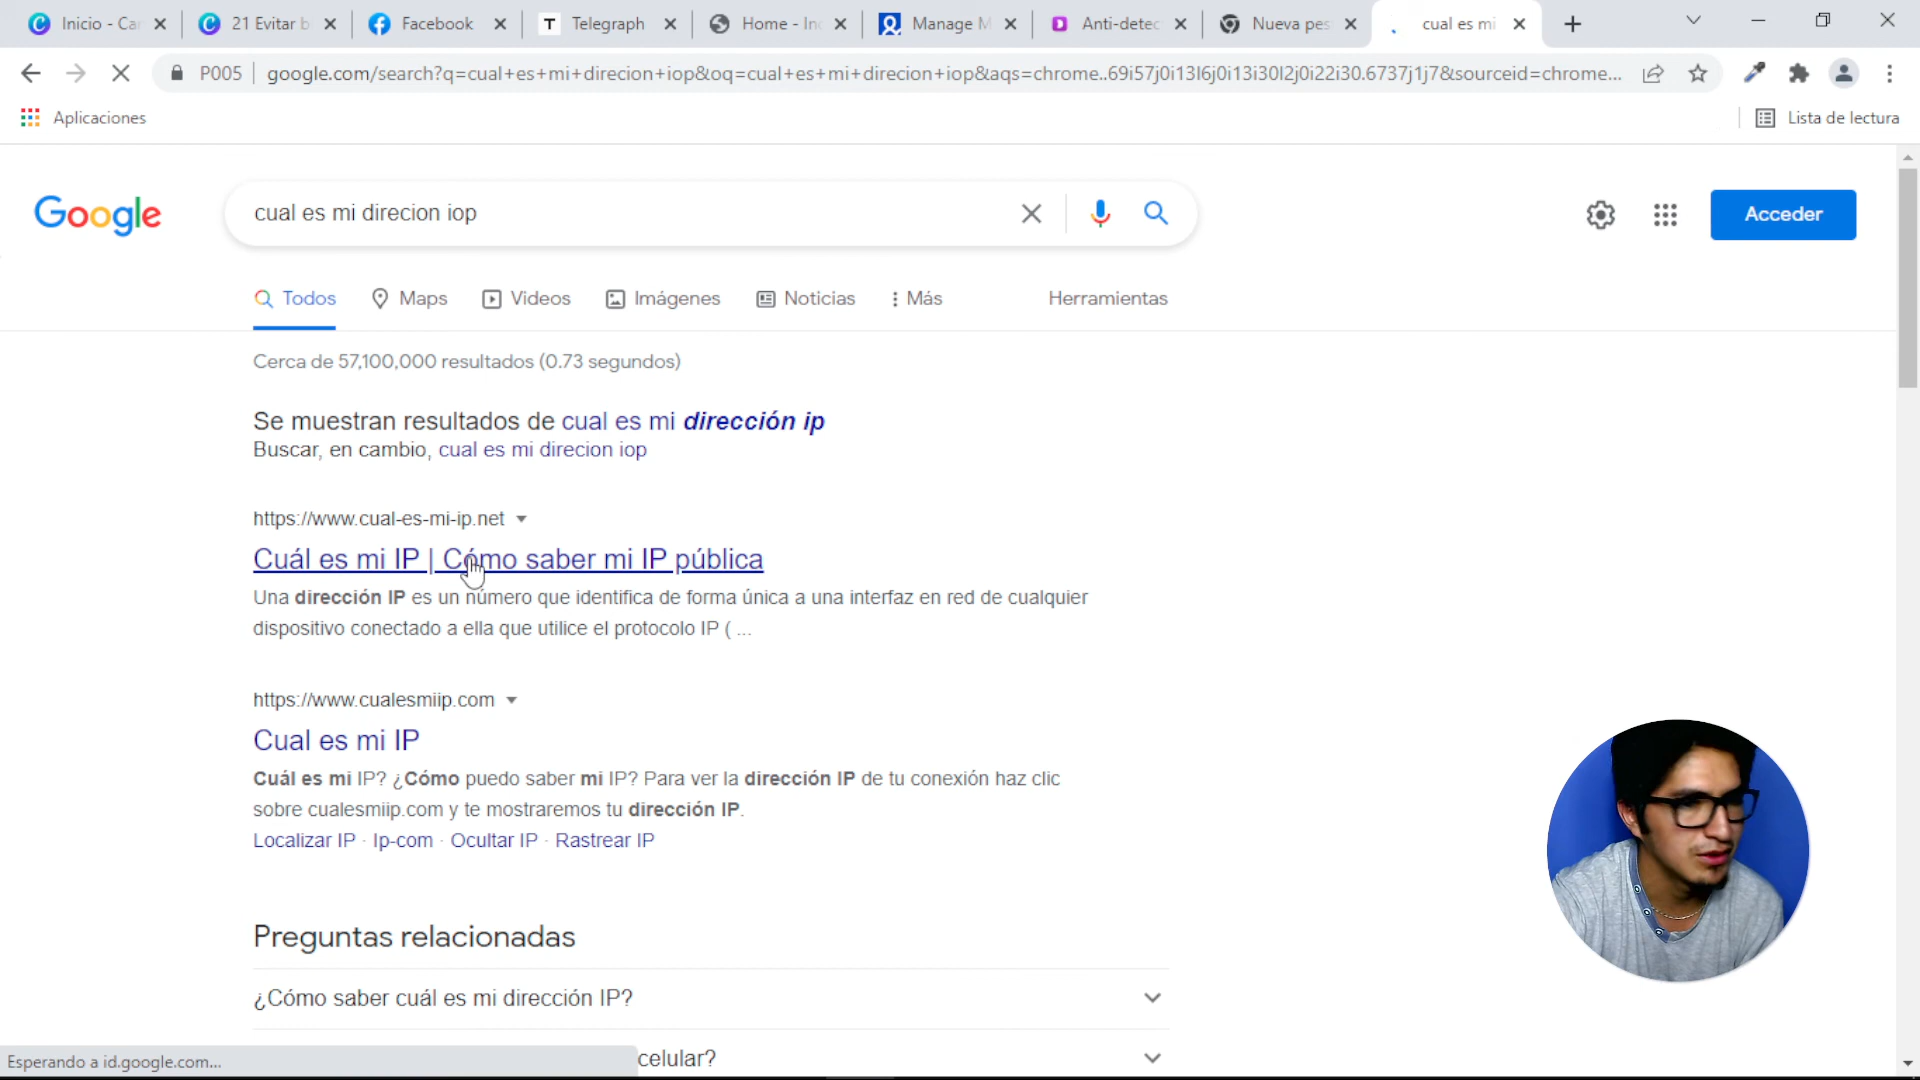 Inicio - Ca
21 Evitar b
Facebook
T Telegraph
Home - In
Manage M
Anti-detec
Nueva pes
cual es mi
P005
google.com/search?q=cual+es+mi+direcion+iop&oq=cual+es+mi+direcion+iop&aqs=chrome..69i57j0i13l6j0i13i30l2j0i22i30.6737j1j7&sourceid=chrome...
Aplicaciones
Lista de lectura
Google
cual es mi direcion iop
Acceder
Todos
Maps
Videos
Imágenes
Noticias
Más
Herramientas
Cerca de 57,100,000 resultados (0.73 segundos)
Se muestran resultados de cual es mi dirección ip
Buscar, en cambio, cual es mi direcion iop
https://www.cual-es-mi-ip.net
Cuál es mi IP | Cómo saber mi IP pública
Una dirección IP es un número que identifica de forma única a una interfaz en red de cualquier
dispositivo conectado a ella que utilice el protocolo IP ( ...
https://www.cualesmiip.com
Cual es mi IP
Cuál es mi IP? ¿Cómo puedo saber mi IP? Para ver la dirección IP de tu conexión haz clic
sobre cualesmiip.com y te mostraremos tu dirección IP.
Localizar IP · Ip-com · Ocultar IP · Rastrear IP
Preguntas relacionadas
¿Cómo saber cuál es mi dirección IP?
celular?
Esperando a id.google.com...